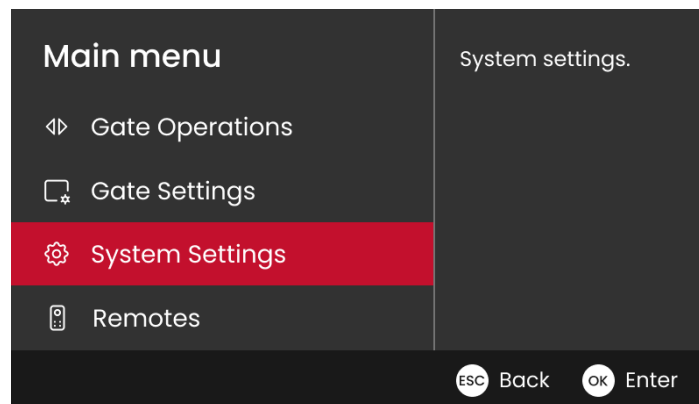 Main menu
Gate Operations
Gate Settings
System Settings
Remotes
System settings.
ESC Back OK Enter